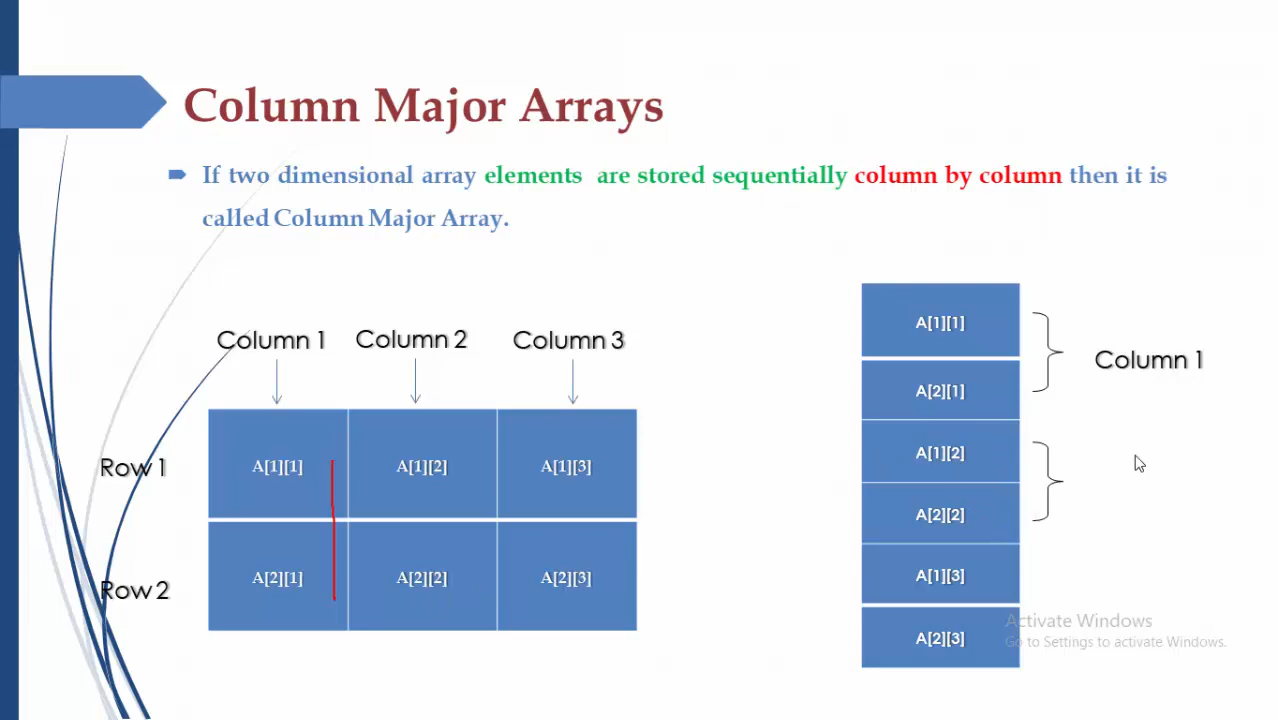 Column Major Arrays
If two dimensional array elements are stored sequentially column by column then it is
called Column Major Array.
Column 1 Column 2 Column 3
Row 1 A[1][1] A[1][2] A[1][3]
Row 2 A[2][1] A[2][2] A[2][3]
A[1][1]
Column 1
A[2][1]
A[1][2]
A[2][2]
A[1][3]
A[2][3]
Activate Windows
Go to Settings to activate Windows.